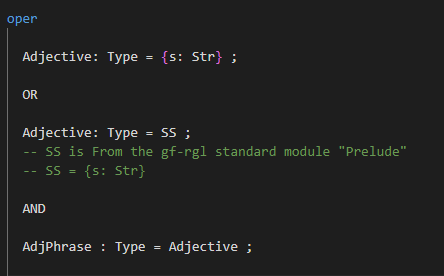 oper
Adjective: Type = {s: Str} ;
OR
Adjective: Type = SS ;
-- SS is From the gf-rgl standard module "Prelude"
-- SS = {s: Str}
AND
AdjPhrase : Type = Adjective ;